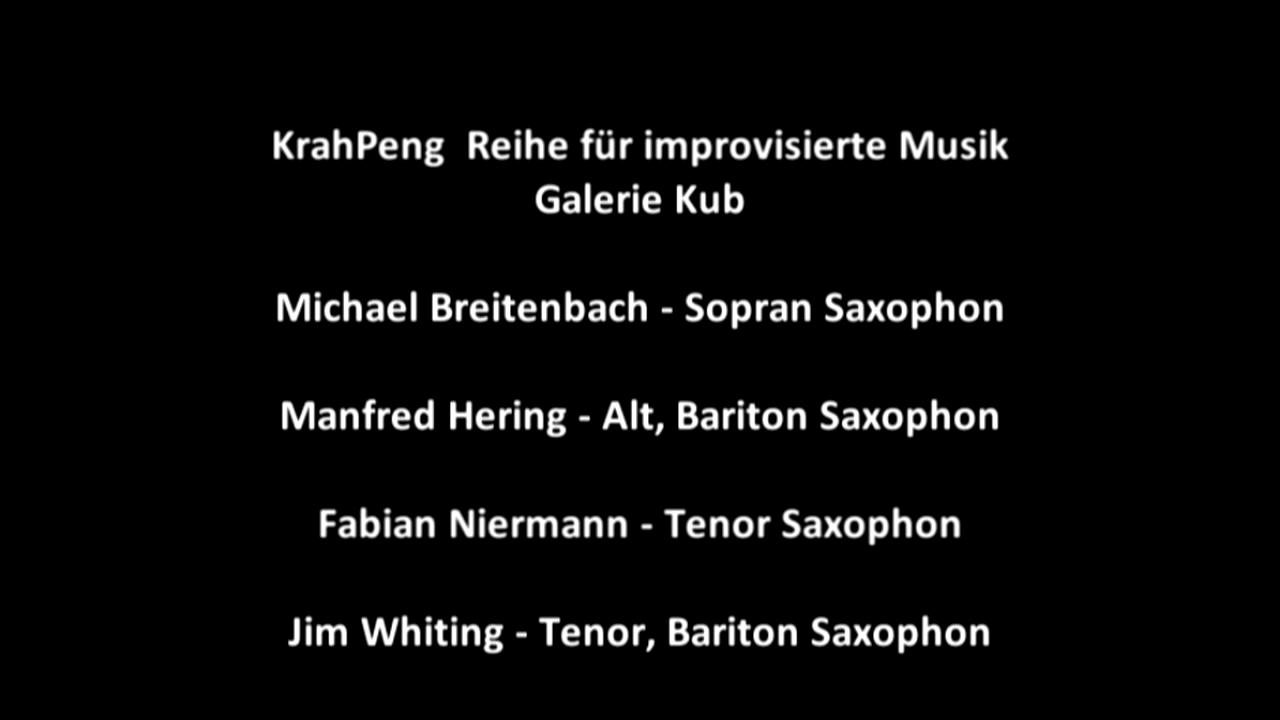 KrahPeng  Reihe für improvisierte Musik
Galerie Kub
Michael Breitenbach - Sopran Saxophon
Manfred Hering - Alt, Bariton Saxophon
Fabian Niermann - Tenor Saxophon
Jim Whiting - Tenor, Bariton Saxophon